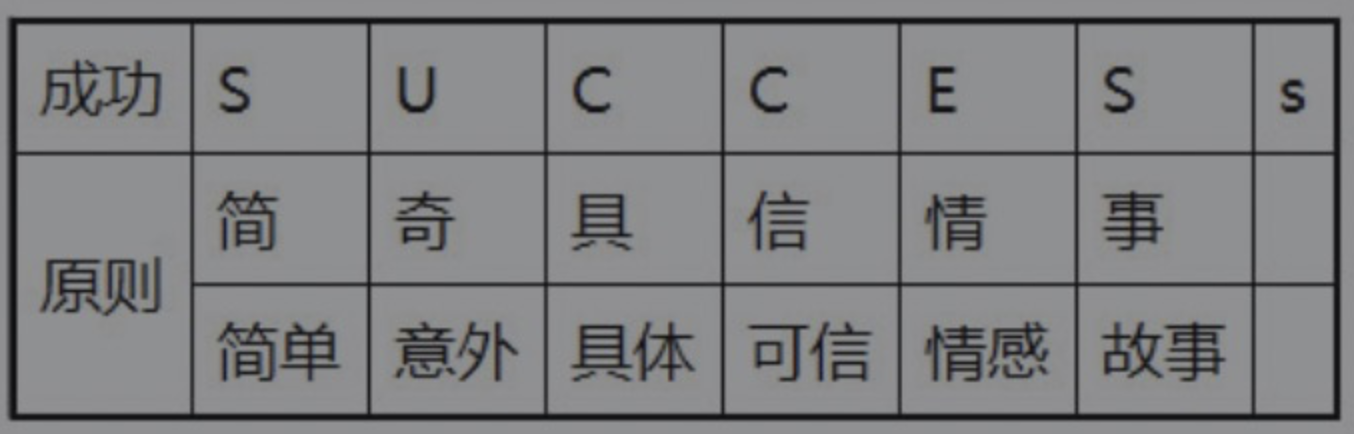 成功 S U C C E S s
简 奇 具 信 情 事
原则
简单 意外 具体 可信 情感 故事